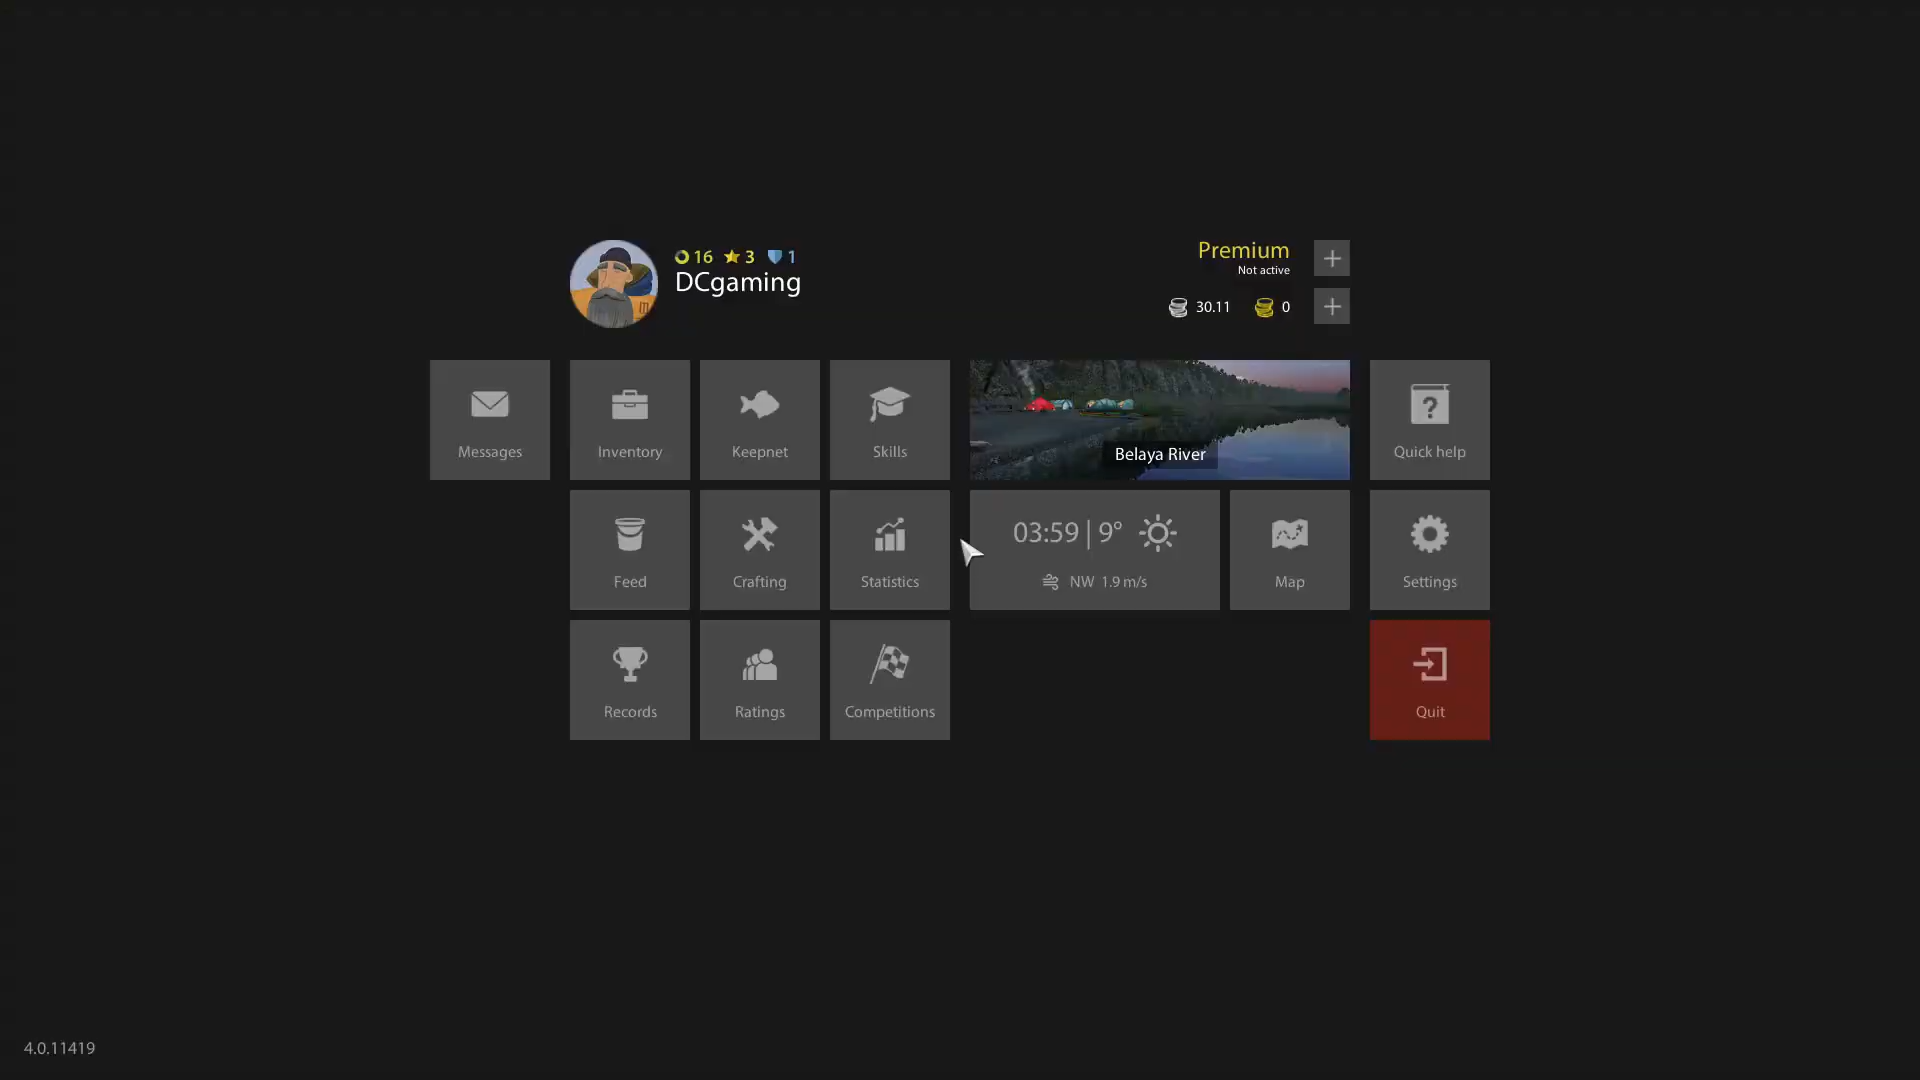 16 3 1
DCgaming
Premium
Not active
30.11 0
Messages
Inventory
Keepnet
Skills
Belaya River
Quick help
Feed
Crafting
Statistics
03:59 | 9°
NW 1.9 m/s
Map
Settings
Records
Ratings
Competitions
Quit
4.0.11419